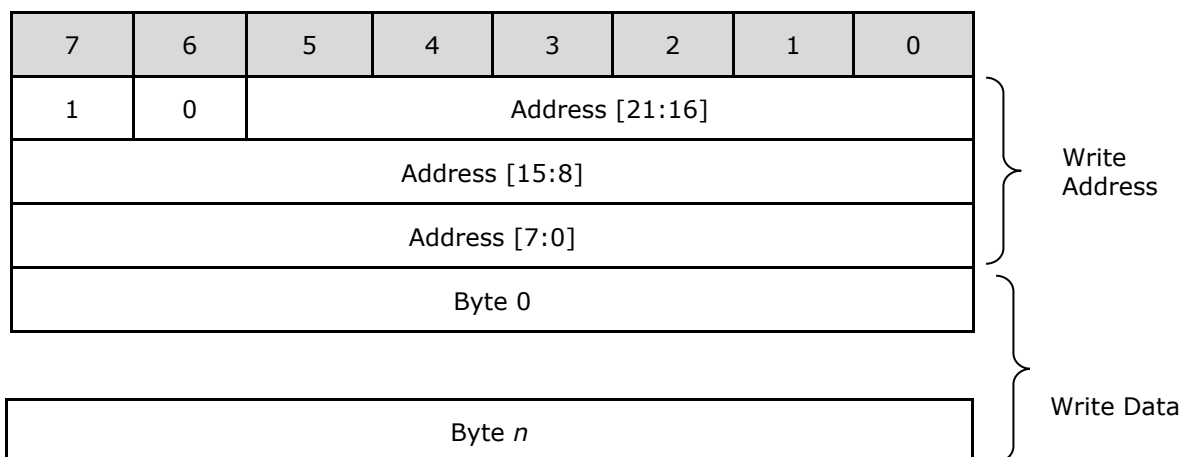 7 6 5 4 3 2 1 0
1 0 Address [21:16]
Address [15:8]
Write
Address
Address [7:0]
Byte 0
Write Data
Byte n